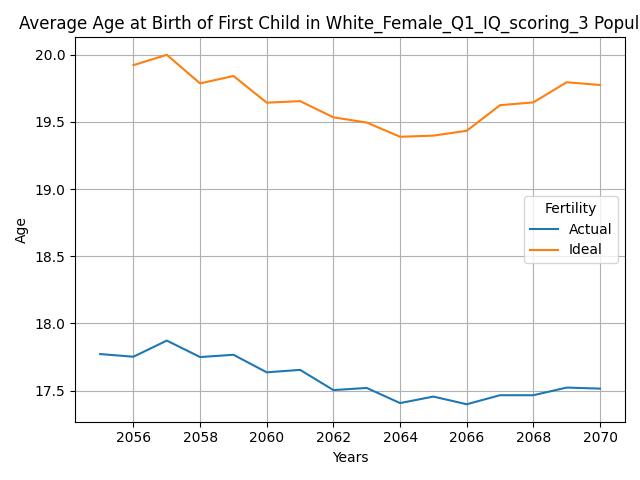 Average Age at Birth of First Child in White_Female_Q1_IQ_scoring_3 Popul
20.0
19.5
19.0
18.5
18.0
17.5
Age
Fertility
Actual
Ideal
2056 2058 2060 2062 2064 2066 2068 2070
Years